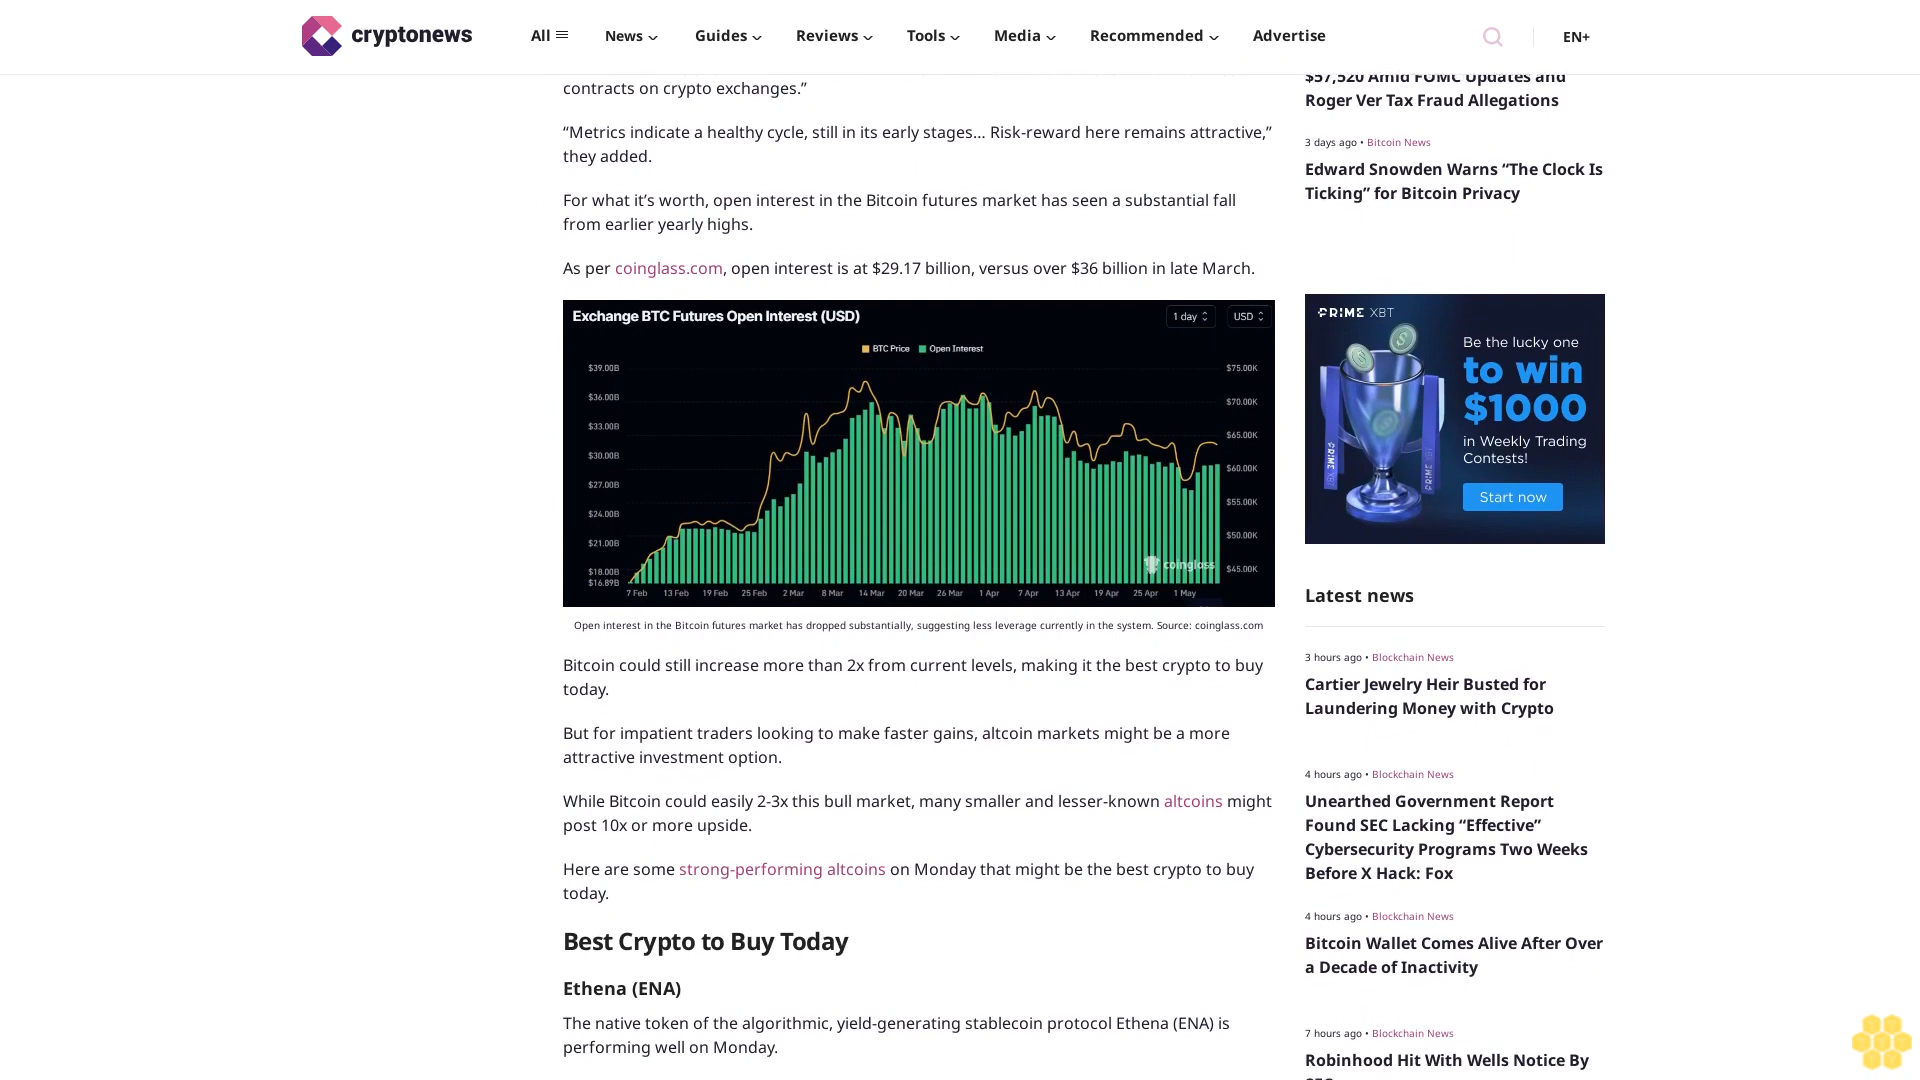 cryptonews
All
News
Guides
Reviews
Tools
Media
Recommended
Advertise
EN+
contracts on crypto exchanges.”
“Metrics indicate a healthy cycle, still in its early stages… Risk-reward here remains attractive,”
they added.
For what it’s worth, open interest in the Bitcoin futures market has seen a substantial fall
from earlier yearly highs.
As per coinglass.com, open interest is at $29.17 billion, versus over $36 billion in late March.
Exchange BTC Futures Open Interest (USD)
1 day
USD
BTC Price
Open Interest
$39.00B
$36.00B
$33.00B
$30.00B
$27.00B
$24.00B
$21.00B
$18.00B
$16.89B
$75.00K
$70.00K
$65.00K
$60.00K
$55.00K
$50.00K
$45.00K
coinglass
7 Feb 13 Feb 19 Feb 25 Feb 2 Mar 8 Mar 14 Mar 20 Mar 26 Mar 1 Apr 7 Apr 13 Apr 19 Apr 25 Apr 1 May
Open interest in the Bitcoin futures market has dropped substantially, suggesting less leverage currently in the system. Source: coinglass.com
Bitcoin could still increase more than 2x from current levels, making it the best crypto to buy
today.
But for impatient traders looking to make faster gains, altcoin markets might be a more
attractive investment option.
While Bitcoin could easily 2-3x this bull market, many smaller and lesser-known altcoins might
post 10x or more upside.
Here are some strong-performing altcoins on Monday that might be the best crypto to buy
today.
Best Crypto to Buy Today
Ethena (ENA)
The native token of the algorithmic, yield-generating stablecoin protocol Ethena (ENA) is
performing well on Monday.
$57,520 Amid FOMC Updates and
Roger Ver Tax Fraud Allegations
3 days ago • Bitcoin News
Edward Snowden Warns “The Clock Is
Ticking” for Bitcoin Privacy
PRIME XBT
Be the lucky one
to win
$1000
in Weekly Trading
Contests!
Start now
PRIME XBT
PRIME XBT
Latest news
3 hours ago • Blockchain News
Cartier Jewelry Heir Busted for
Laundering Money with Crypto
4 hours ago • Blockchain News
Unearthed Government Report
Found SEC Lacking “Effective”
Cybersecurity Programs Two Weeks
Before X Hack: Fox
4 hours ago • Blockchain News
Bitcoin Wallet Comes Alive After Over
a Decade of Inactivity
7 hours ago • Blockchain News
Robinhood Hit With Wells Notice By